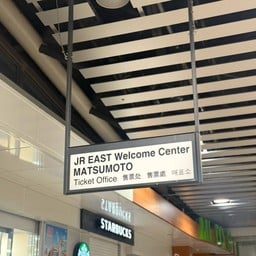 JR EAST Welcome Center
MATSUMOTO
Ticket Office 售票处 售票處 매표소
STARBUCKS